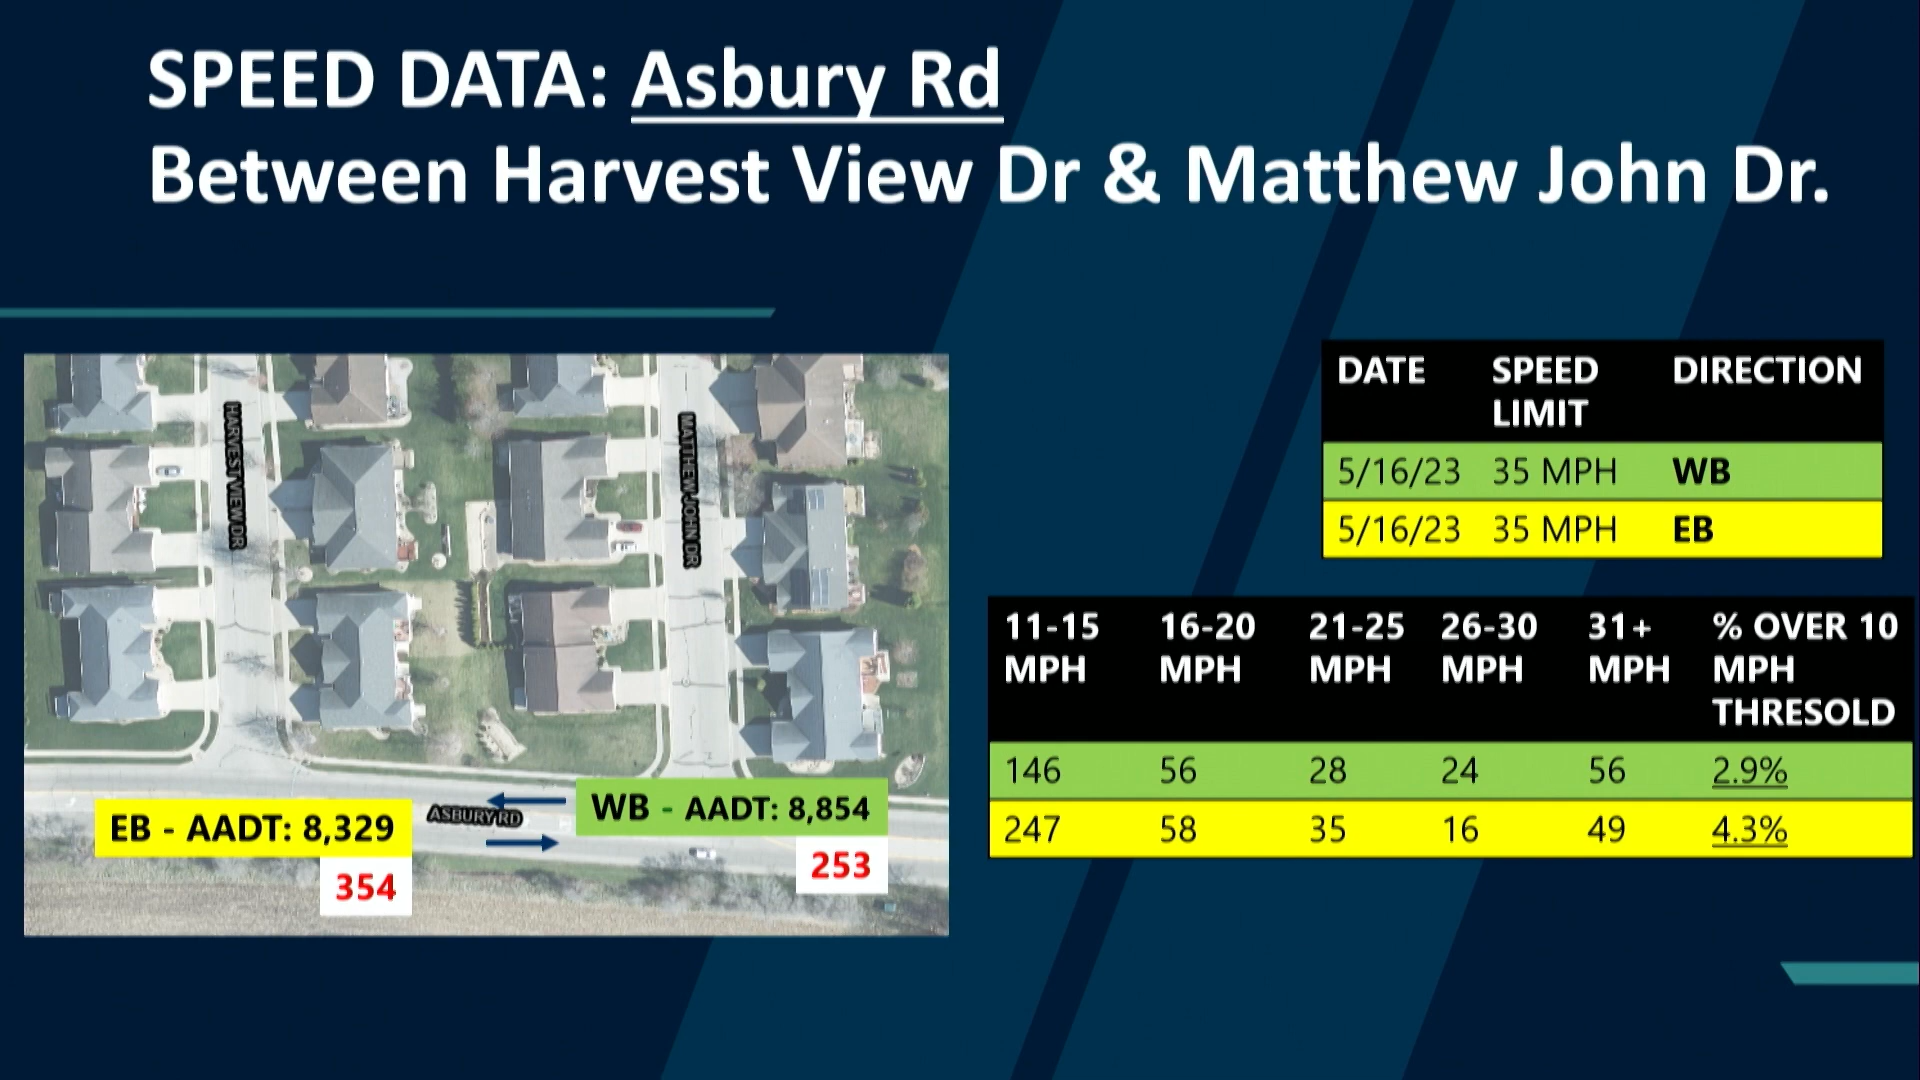 SPEED DATA: Asbury Rd
Between Harvest View Dr & Matthew John Dr.
HARVEST VIEW DR
MATTHEW JOHN DR
EB - AADT: 8,329
354
ASBURY RD
WB - AADT: 8,854
253
DATE SPEED LIMIT DIRECTION
5/16/23 35 MPH WB
5/16/23 35 MPH EB
11-15 MPH 16-20 MPH 21-25 MPH 26-30 MPH 31+ MPH % OVER 10 MPH THRESOLD
146 56 28 24 56 2.9%
247 58 35 16 49 4.3%